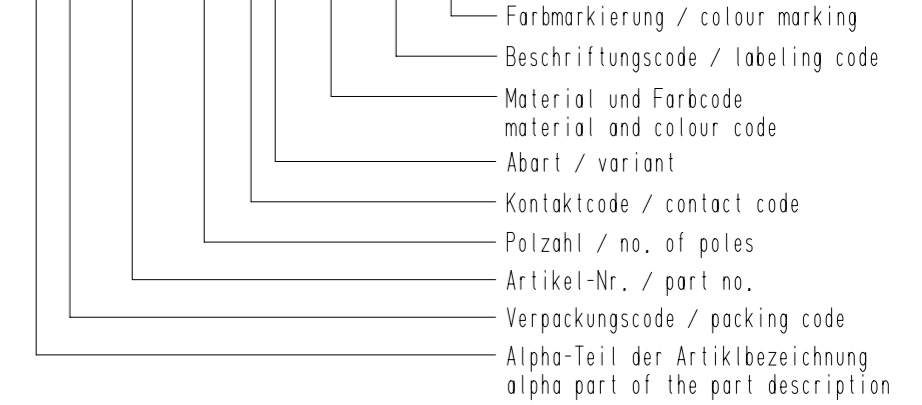 Farbmarkierung / colour marking
Beschriftungscode / labeling code
Material und Farbcode
material and colour code
Abart / variant
Kontaktcode / contact code
Polzahl / no. of poles
Artikel-Nr. / part no.
Verpackungscode / packing code
Alpha-Teil der Artiklbezeichnung
alpha part of the part description